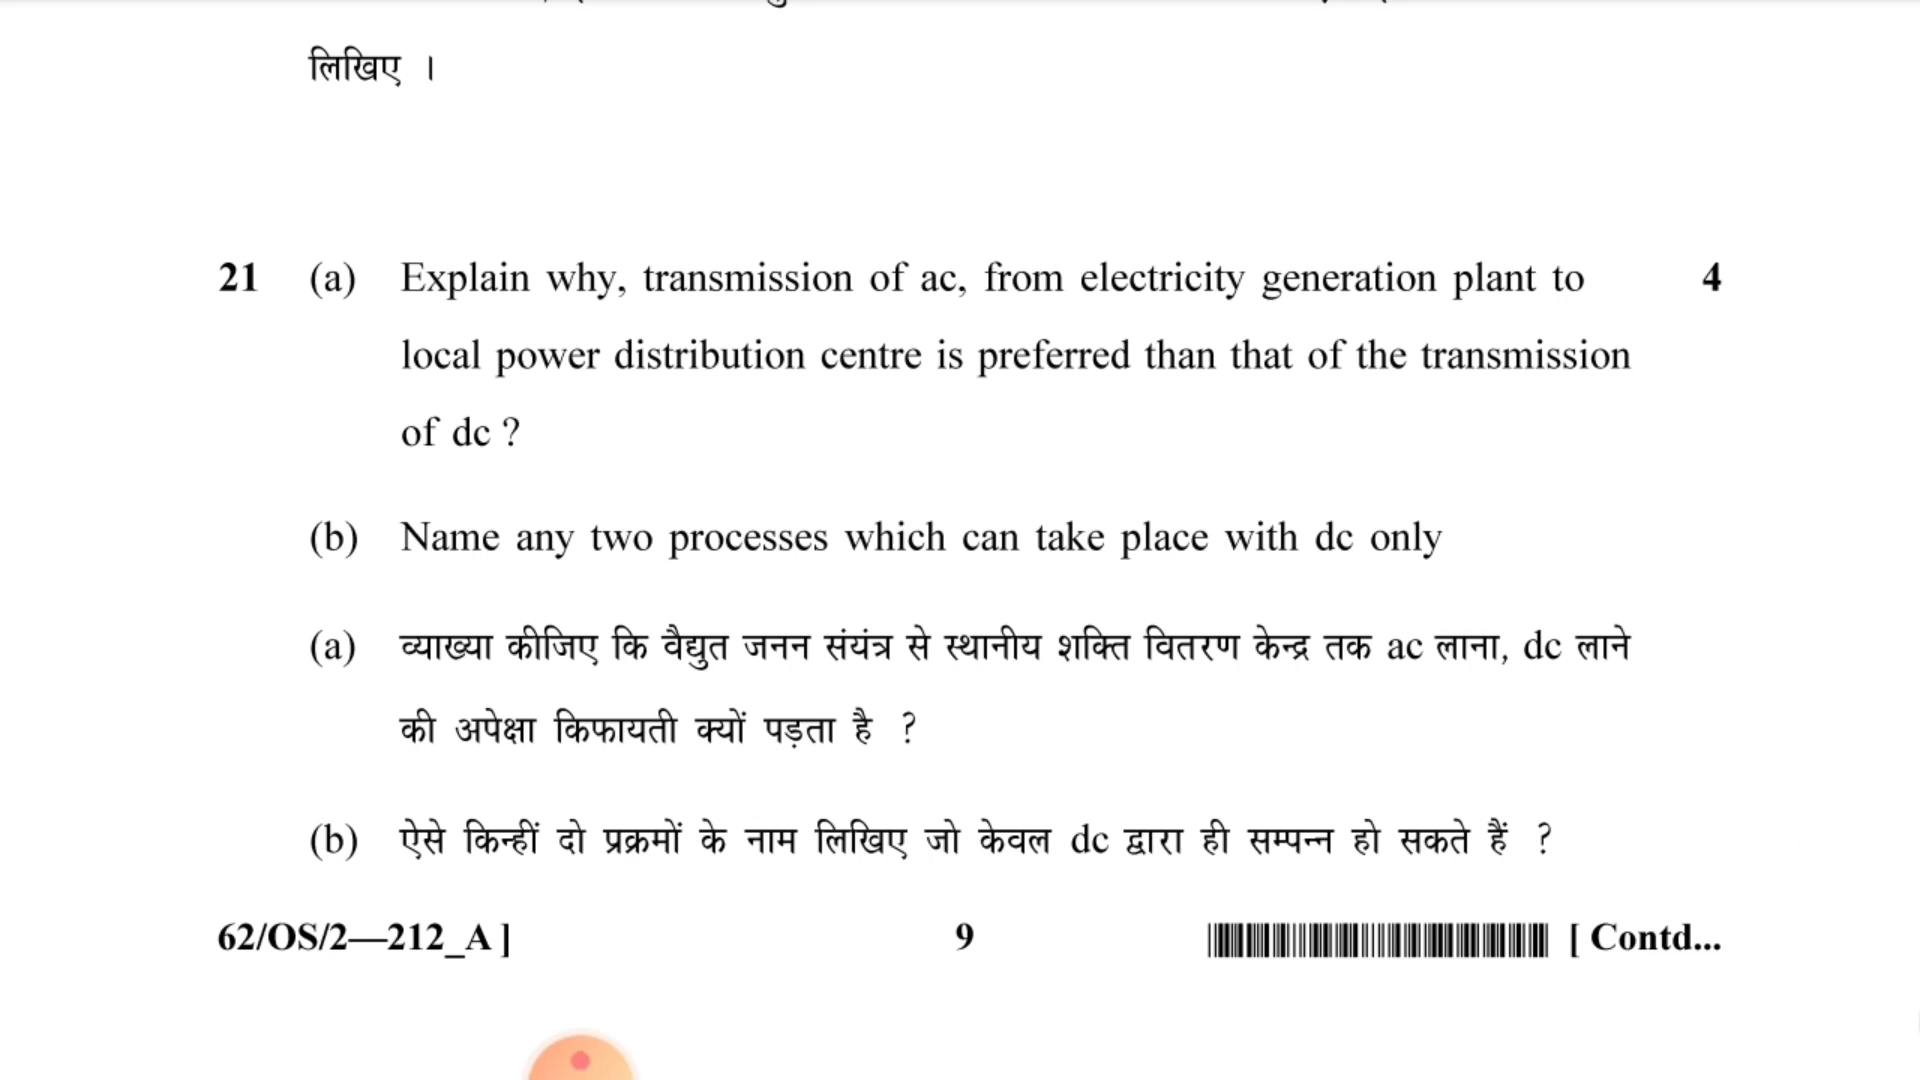 लिखिए ।
21 (a) Explain why, transmission of ac, from electricity generation plant to 4
local power distribution centre is preferred than that of the transmission
of dc ?
(b) Name any two processes which can take place with dc only
(a) व्याख्या कीजिए कि वैद्युत जनन संयंत्र से स्थानीय शक्ति वितरण केन्द्र तक ac लाना, dc लाने
की अपेक्षा किफायती क्यों पड़ता है ?
(b) ऐसे किन्हीं दो प्रक्रमों के नाम लिखिए जो केवल dc द्वारा ही सम्पन्न हो सकते हैं ?
62/OS/2—212_A ] 9 [ Contd...